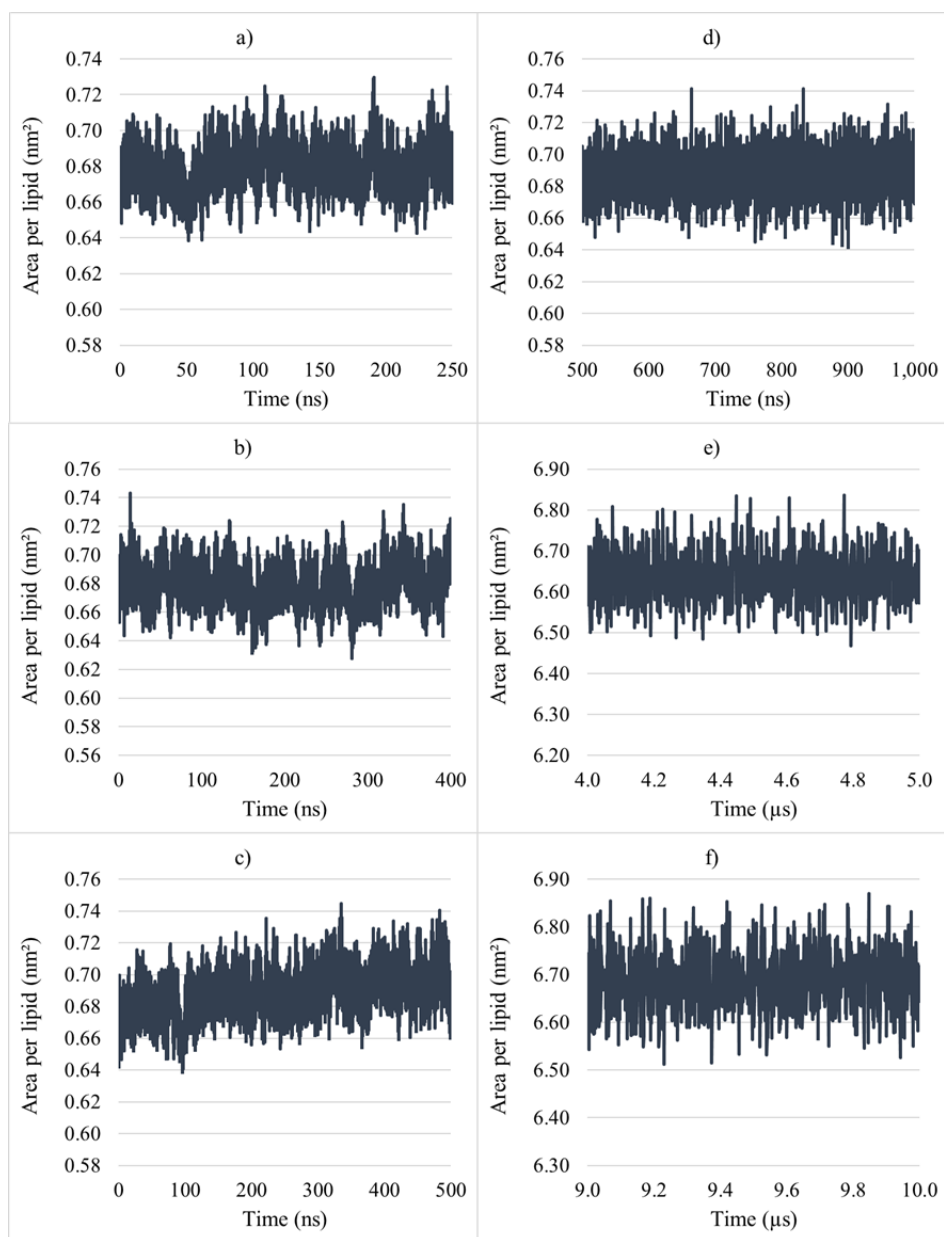 a)
Area per lipid (nm²)
0.74
0.72
0.70
0.68
0.66
0.64
0.62
0.60
0.58
0 50 100 150 200 250
Time (ns)
d)
Area per lipid (nm²)
0.76
0.74
0.72
0.70
0.68
0.66
0.64
0.62
0.60
0.58
500 600 700 800 900 1,000
Time (ns)
b)
Area per lipid (nm²)
0.76
0.74
0.72
0.70
0.68
0.66
0.64
0.62
0.60
0.58
0.56
0 100 200 300 400
Time (ns)
e)
Area per lipid (nm²)
6.90
6.80
6.70
6.60
6.50
6.40
6.30
6.20
4.0 4.2 4.4 4.6 4.8 5.0
Time (µs)
c)
Area per lipid (nm²)
0.76
0.74
0.72
0.70
0.68
0.66
0.64
0.62
0.60
0.58
0 100 200 300 400 500
Time (ns)
f)
Area per lipid (nm²)
6.90
6.80
6.70
6.60
6.50
6.40
6.30
9.0 9.2 9.4 9.6 9.8 10.0
Time (µs)